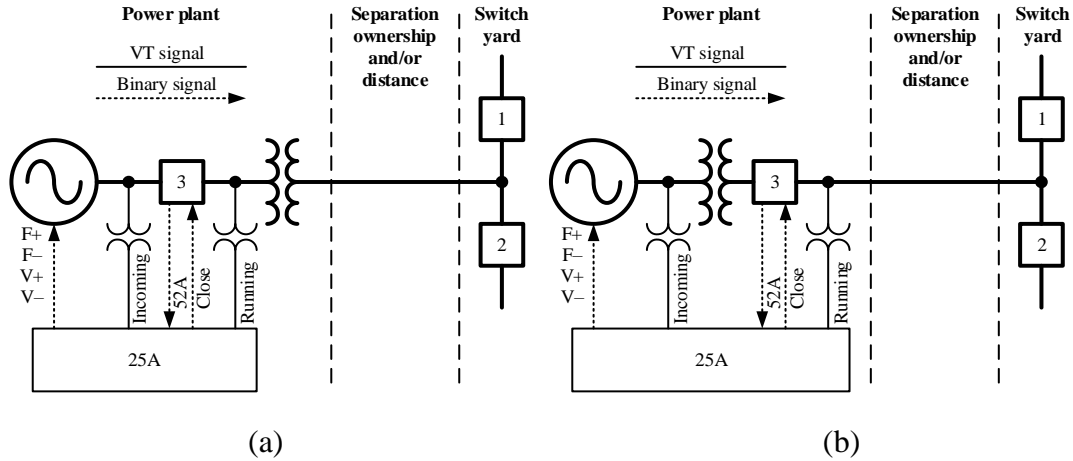 Power plant
Separation
ownership
and/or
distance
Switch
yard
VT signal
Binary signal
1
3
2
F+
F–
V+
V–
Incoming
52A
Close
Running
25A
(a)
Power plant
Separation
ownership
and/or
distance
Switch
yard
VT signal
Binary signal
1
3
2
F+
F–
V+
V–
Incoming
52A
Close
Running
25A
(b)